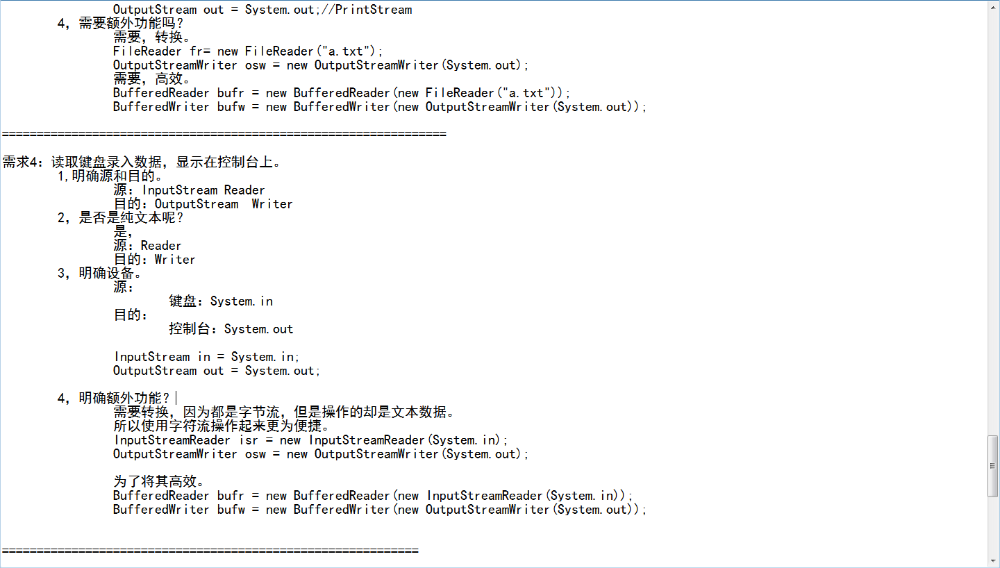 OutputStream out = System.out;//PrintStream
4，需要额外功能吗？
需要，转换。
FileReader fr= new FileReader("a.txt");
OutputStreamWriter osw = new OutputStreamWriter(System.out);
需要，高效。
BufferedReader bufr = new BufferedReader(new FileReader("a.txt"));
BufferedWriter bufw = new BufferedWriter(new OutputStreamWriter(System.out));
================================================================
需求4：读取键盘录入数据，显示在控制台上。
1,明确源和目的。
源：InputStream Reader
目的：OutputStream  Writer
2，是否是纯文本呢？
是，
源：Reader
目的：Writer
3，明确设备。
源：
键盘：System.in
目的：
控制台：System.out
InputStream in = System.in;
OutputStream out = System.out;
4，明确额外功能？
需要转换，因为都是字节流，但是操作的却是文本数据。
所以使用字符流操作起来更为便捷。
InputStreamReader isr = new InputStreamReader(System.in);
OutputStreamWriter osw = new OutputStreamWriter(System.out);
为了将其高效。
BufferedReader bufr = new BufferedReader(new InputStreamReader(System.in));
BufferedWriter bufw = new BufferedWriter(new OutputStreamWriter(System.out));
============================================================